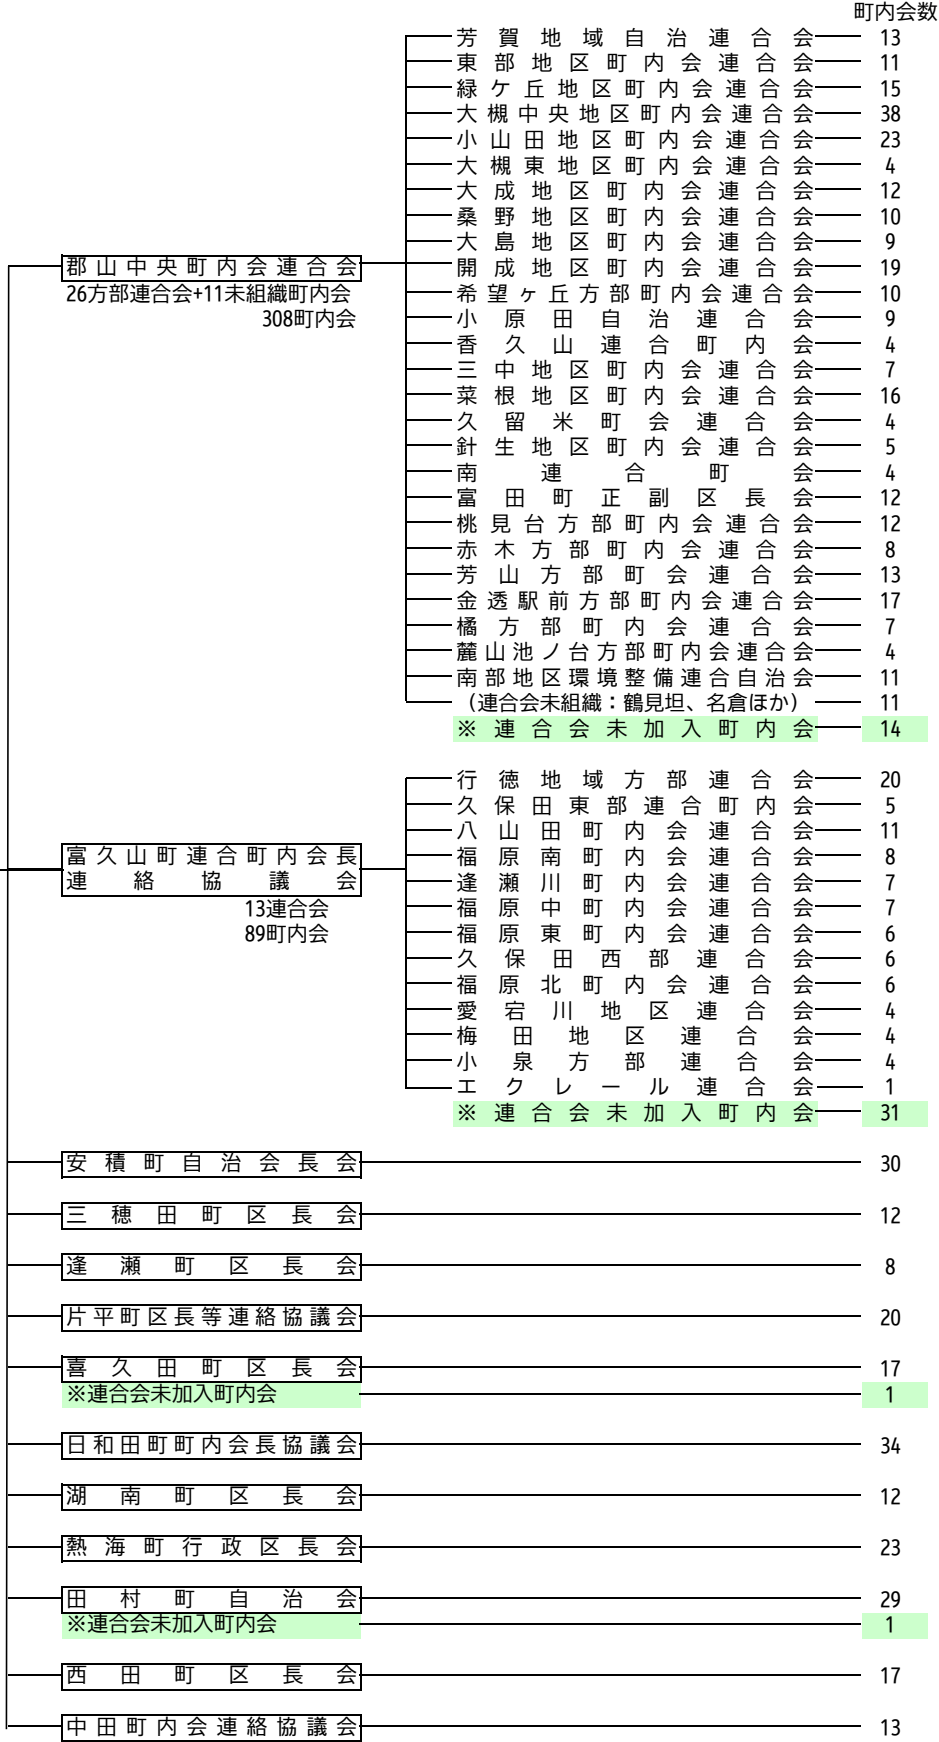 町内会数
芳賀地域自治連合会 13
東部地区町内会連合会 11
緑ケ丘地区町内会連合会 15
大槻中央地区町内会連合会 38
小山田地区町内会連合会 23
大槻東地区町内会連合会 4
大成地区町内会連合会 12
桑野地区町内会連合会 10
大島地区町内会連合会 9
郡山中央町内会連合会
開成地区町内会連合会 19
26方部連合会+11未組織町内会
希望ヶ丘方部町内会連合会 10
308町内会
小原田自治連合会 9
香久山連合町内会 4
三中地区町内会連合会 7
菜根地区町内会連合会 16
久留米町会連合会 4
針生地区町内会連合会 5
南連合町会 4
富田町正副区長会 12
桃見台方部町内会連合会 12
赤木方部町内会連合会 8
芳山方部町会連合会 13
金透駅前方部町内会連合会 17
橘方部町内会連合会 7
麓山池ノ台方部町内会連合会 4
南部地区環境整備連合自治会 11
（連合会未組織：鶴見坦、名倉ほか） 11
※連合会未加入町内会 14
行徳地域方部連合会 20
久保田東部連合町内会 5
八山田町内会連合会 11
富久山町連合町内会長
連絡協議会
福原南町内会連合会 8
逢瀬川町内会連合会 7
13連合会
89町内会
福原中町内会連合会 7
福原東町内会連合会 6
久保田西部連合会 6
福原北町内会連合会 6
愛宕川地区連合会 4
梅田地区連合会 4
小泉方部連合会 4
エクレール連合会 1
※連合会未加入町内会 31
安積町自治会長会 30
三穂田町区長会 12
逢瀬町区長会 8
片平町区長等連絡協議会 20
喜久田町区長会 17
※連合会未加入町内会 1
日和田町町内会長協議会 34
湖南町区長会 12
熱海町行政区長会 23
田村町自治会 29
※連合会未加入町内会 1
西田町区長会 17
中田町内会連絡協議会 13